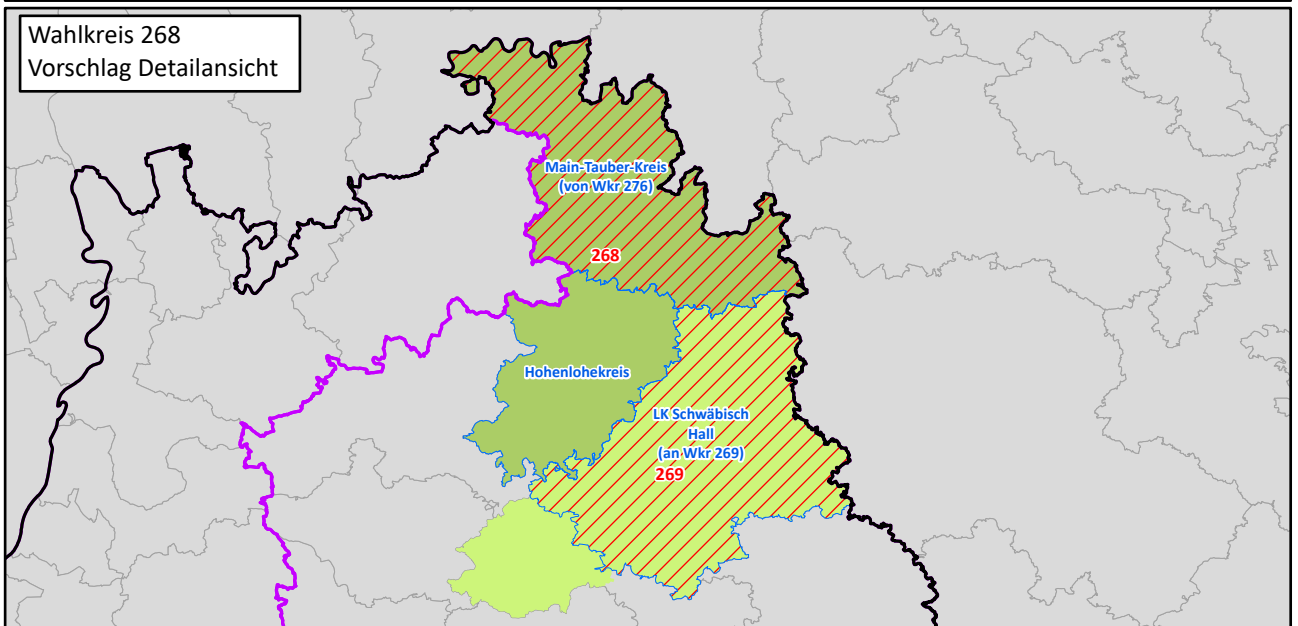 Wahlkreis 268
Vorschlag Detailansicht
Main-Tauber-Kreis
(von Wkr 276)
268
Hohenlohekreis
LK Schwäbisch
Hall
(an Wkr 269)
269